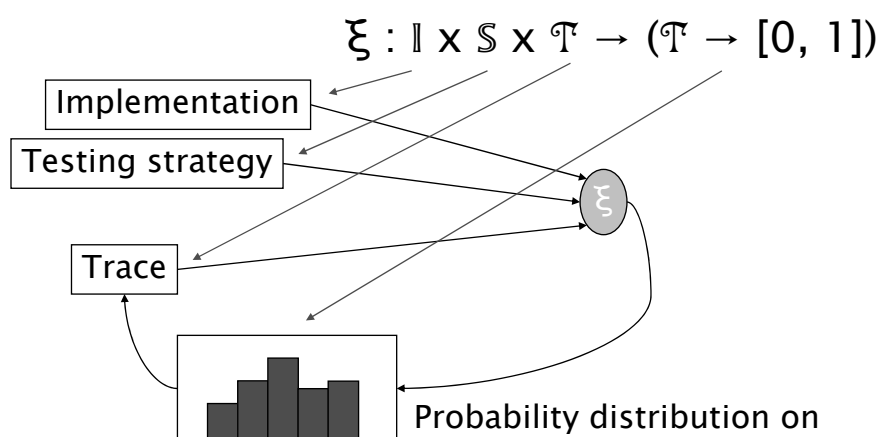 ξ : 𝕀 x 𝕊 x 𝒯 → (𝒯 → [0, 1])
Implementation
Testing strategy
ξ
Trace
Probability distribution on